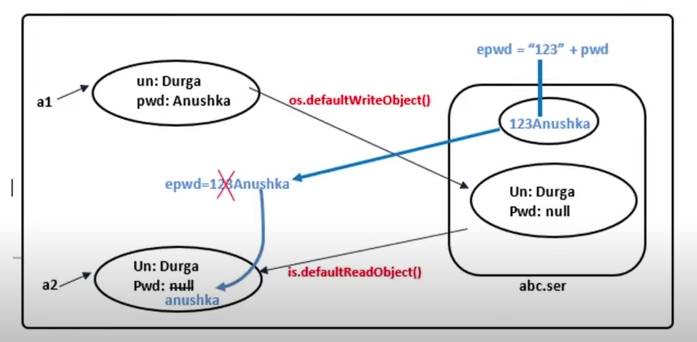 epwd = “123” + pwd
un: Durga
pwd: Anushka
a1
os.defaultWriteObject()
123Anushka
epwd=123Anushka
Un: Durga
Pwd: null
Un: Durga
Pwd: null
anushka
a2
is.defaultReadObject()
abc.ser